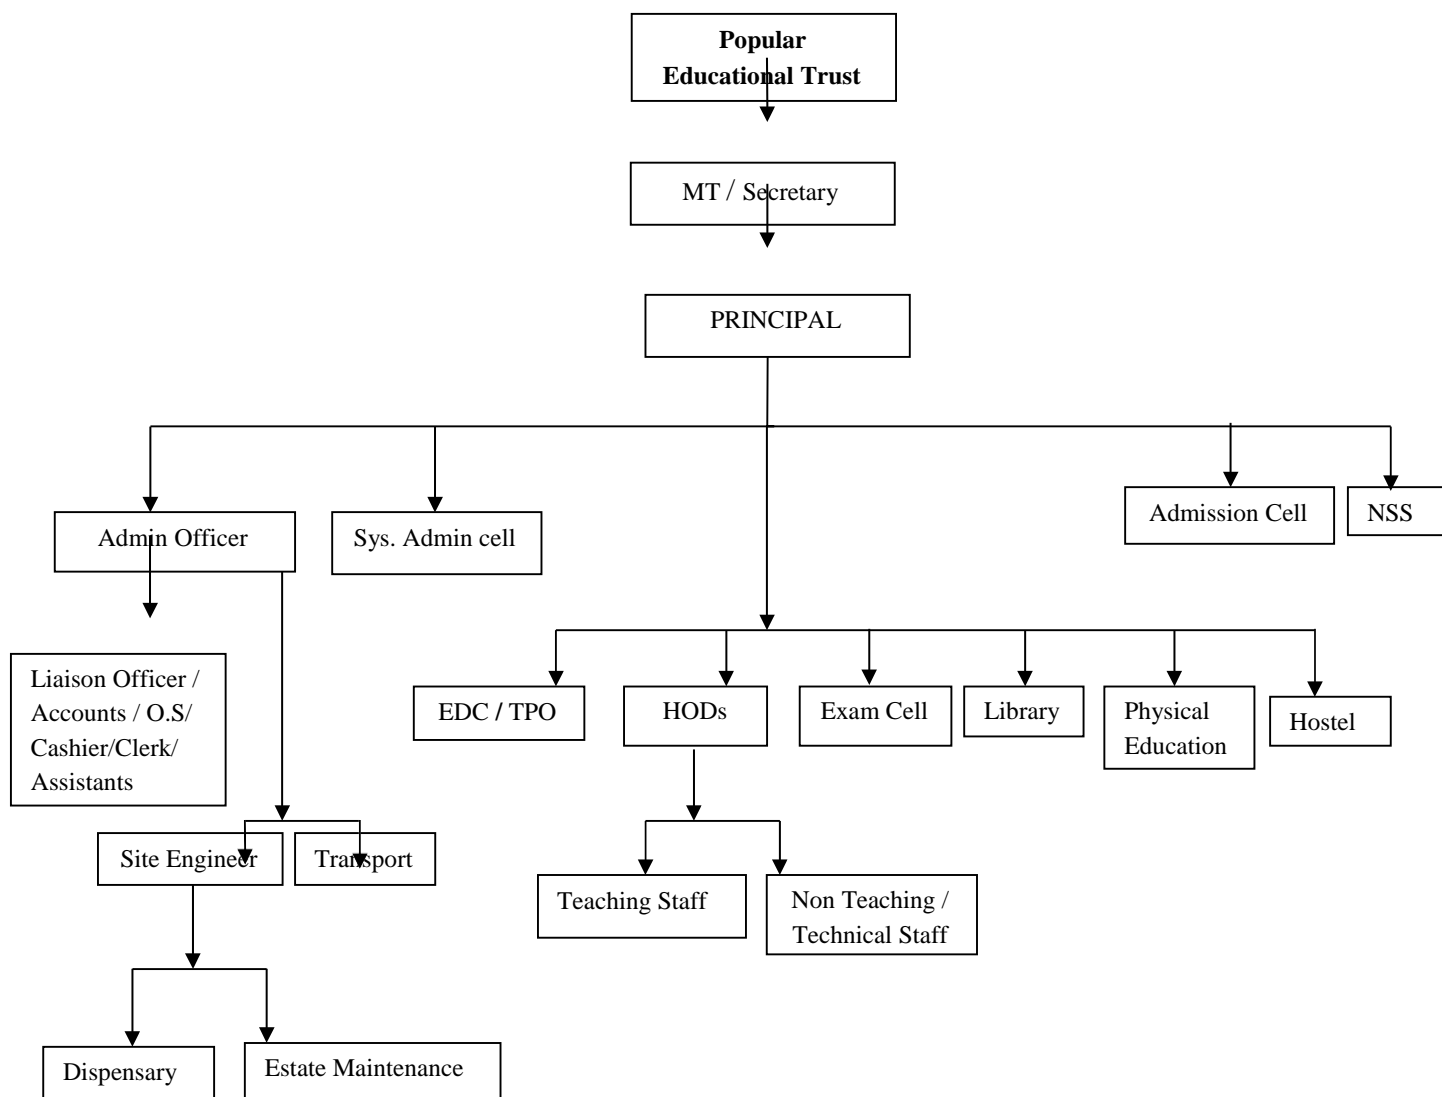 Popular
Educational Trust
MT / Secretary
PRINCIPAL
Admin Officer
Sys. Admin cell
Admission Cell
NSS
Liaison Officer /
Accounts / O.S/
Cashier/Clerk/
Assistants
EDC / TPO
HODs
Exam Cell
Library
Physical
Education
Hostel
Site Engineer
Transport
Teaching Staff
Non Teaching /
Technical Staff
Dispensary
Estate Maintenance